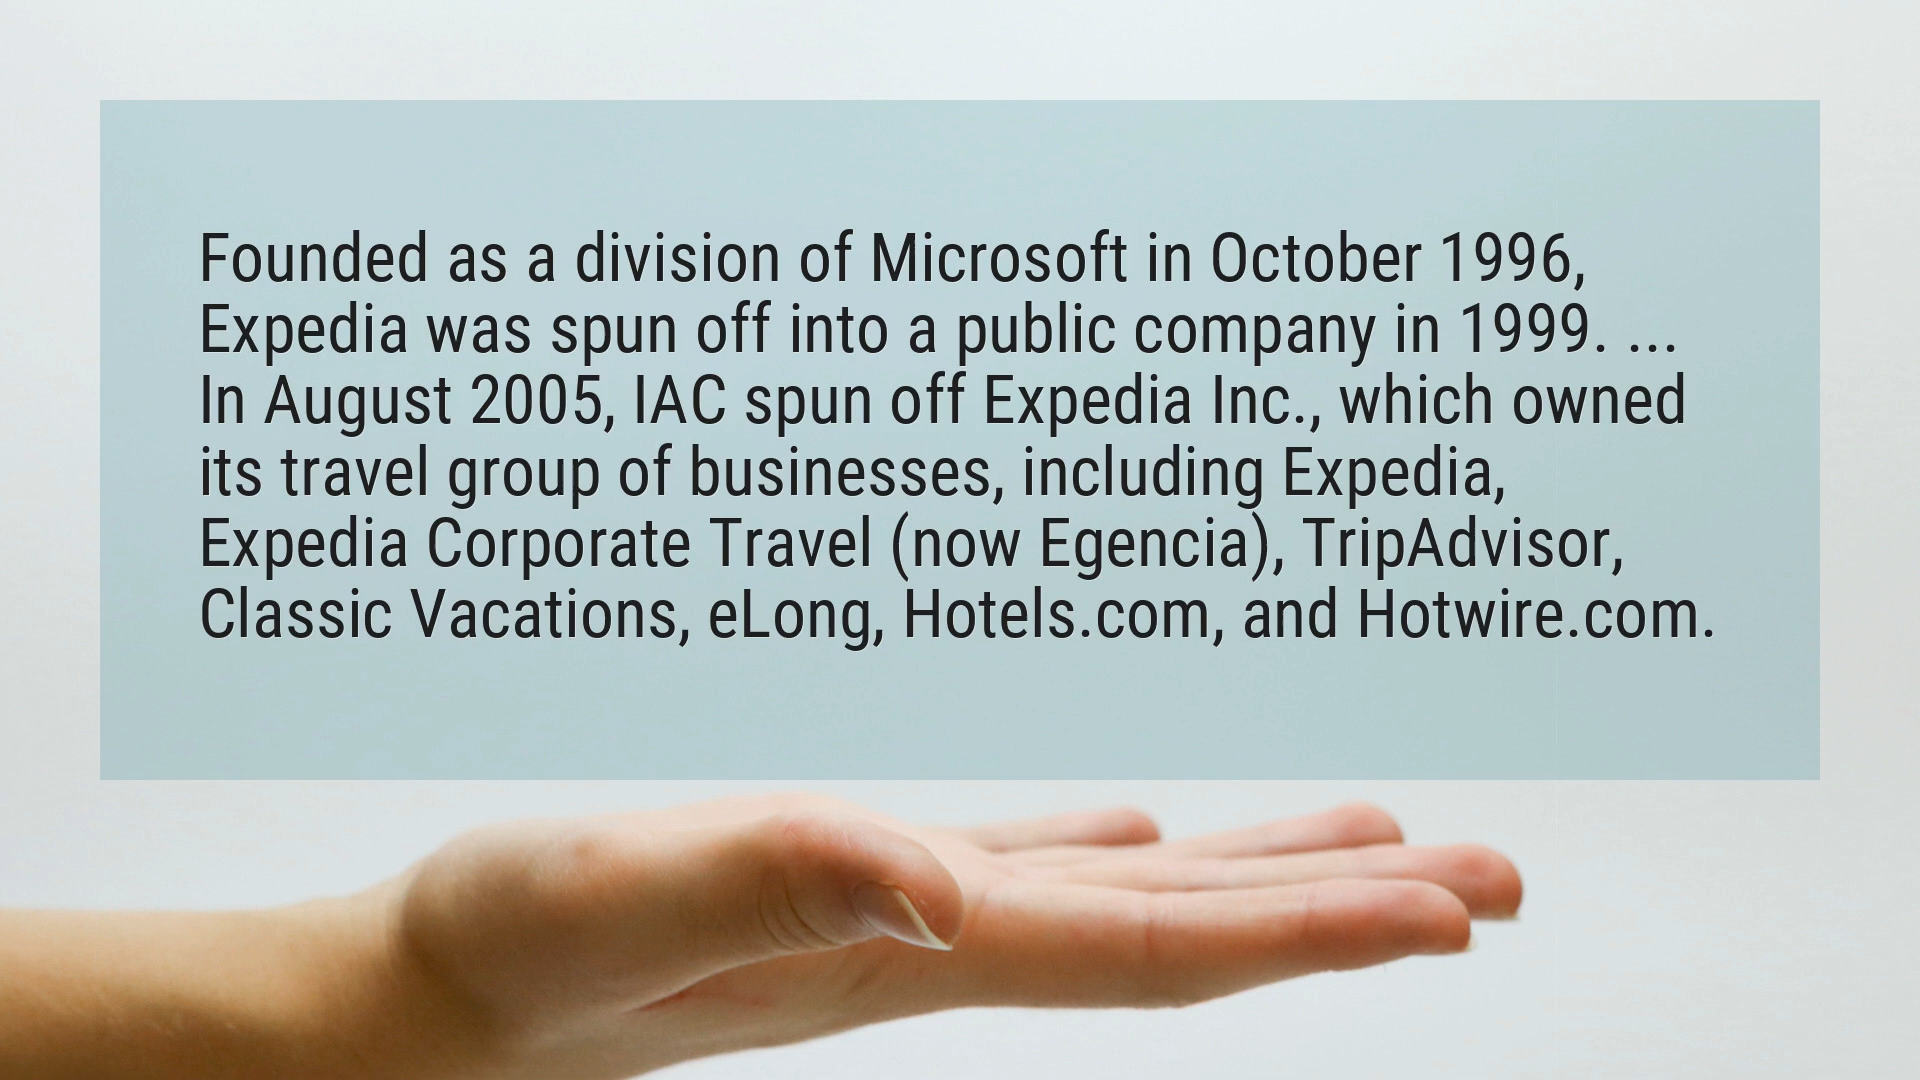 Founded as a division of Microsoft in October 1996,
Expedia was spun off into a public company in 1999. ...
In August 2005, IAC spun off Expedia Inc., which owned
its travel group of businesses, including Expedia,
Expedia Corporate Travel (now Egencia), TripAdvisor,
Classic Vacations, eLong, Hotels.com, and Hotwire.com.